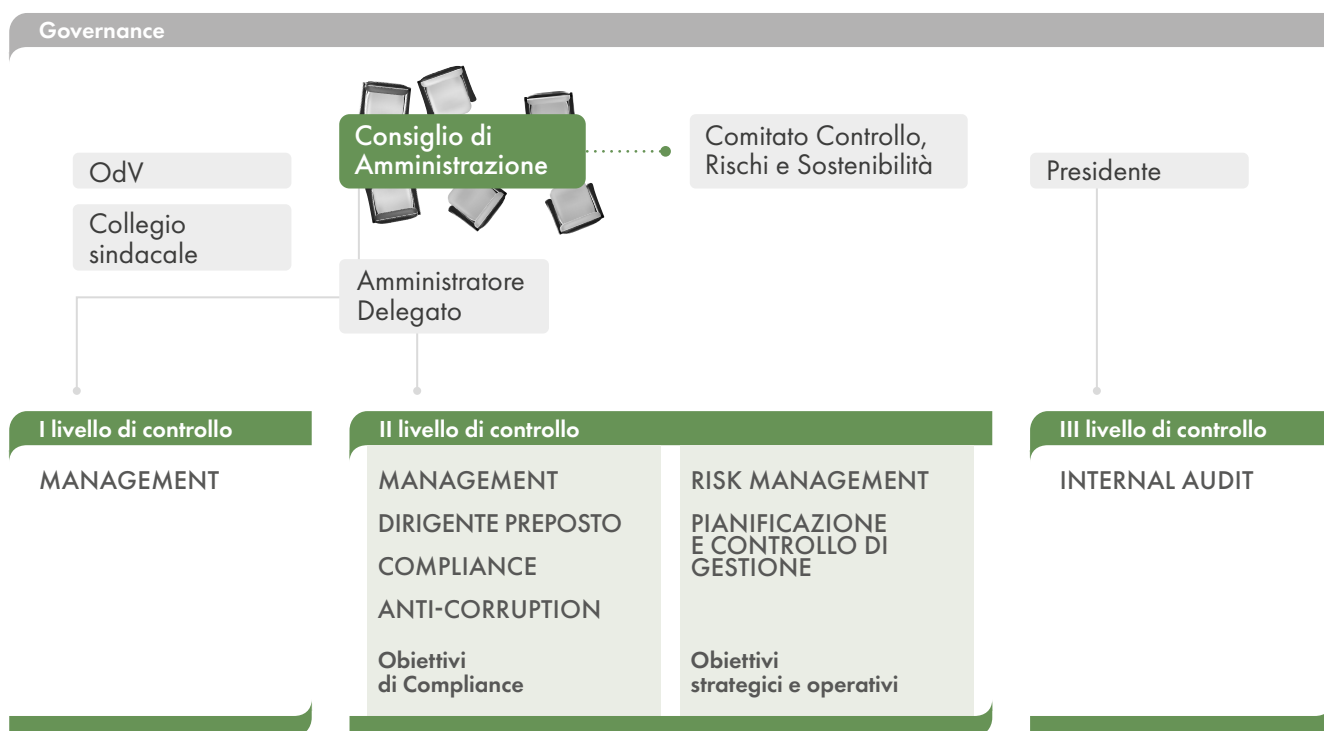 Governance
OdV
Collegio
sindacale
Consiglio di
Amministrazione
Comitato Controllo,
Rischi e Sostenibilità
Presidente
Amministratore
Delegato
I livello di controllo
MANAGEMENT
II livello di controllo
MANAGEMENT
DIRIGENTE PREPOSTO
COMPLIANCE
ANTI-CORRUPTION
Obiettivi
di Compliance
RISK MANAGEMENT
PIANIFICAZIONE
E CONTROLLO DI
GESTIONE
Obiettivi
strategici e operativi
III livello di controllo
INTERNAL AUDIT